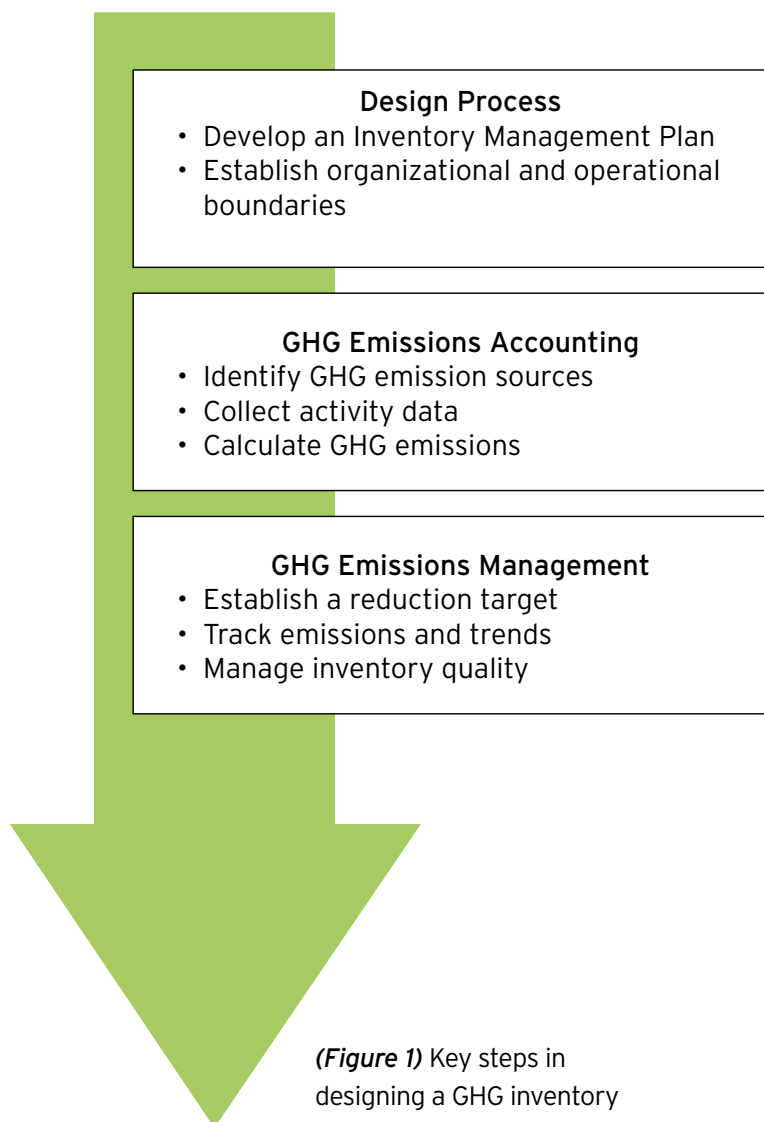 Design Process
• Develop an Inventory Management Plan
• Establish organizational and operational
boundaries
GHG Emissions Accounting
• Identify GHG emission sources
• Collect activity data
• Calculate GHG emissions
GHG Emissions Management
• Establish a reduction target
• Track emissions and trends
• Manage inventory quality
(Figure 1) Key steps in
designing a GHG inventory